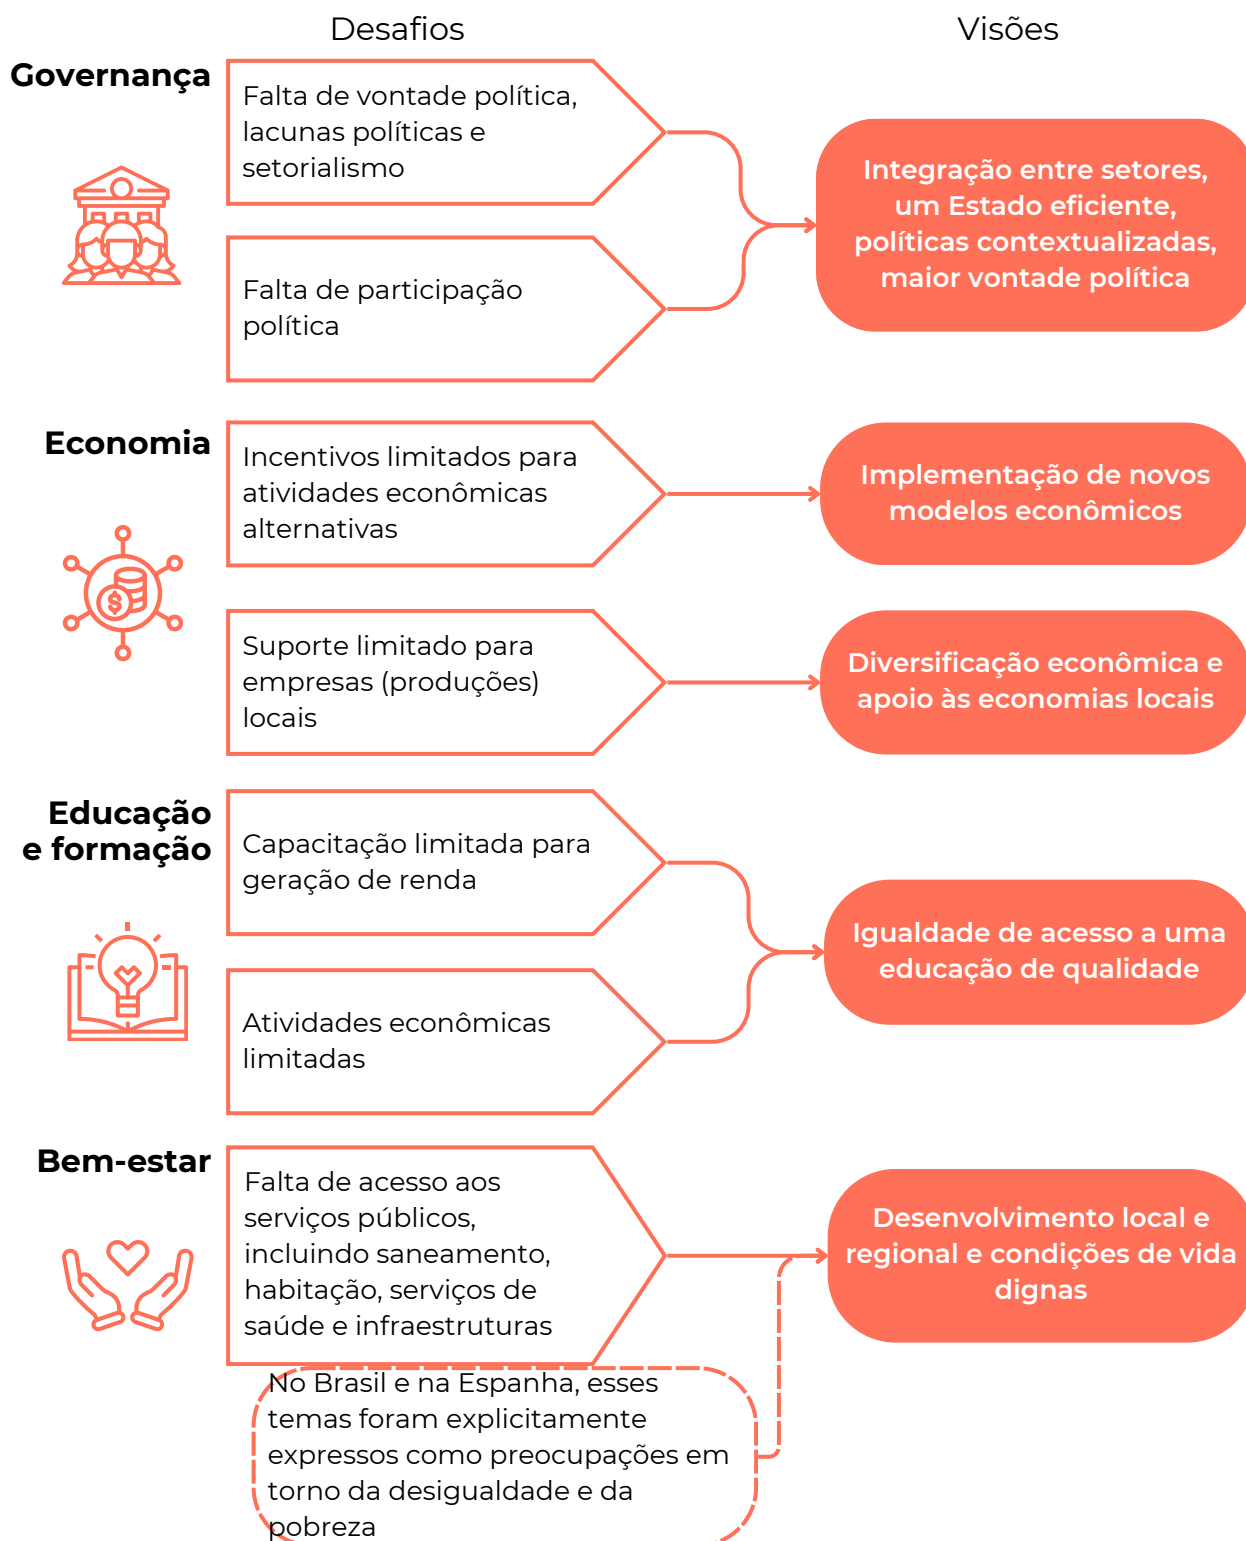 Desafios
Visões
Governança
Falta de vontade política,
lacunas políticas e
setorialismo
Falta de participação
política
Integração entre setores,
um Estado eficiente,
políticas contextualizadas,
maior vontade política
Economia
Incentivos limitados para
atividades econômicas
alternativas
Implementação de novos
modelos econômicos
$
Suporte limitado para
empresas (produções)
locais
Diversificação econômica e
apoio às economias locais
Educação
e formação
Capacitação limitada para
geração de renda
Atividades econômicas
limitadas
Igualdade de acesso a uma
educação de qualidade
Bem-estar
Falta de acesso aos
serviços públicos,
incluindo saneamento,
habitação, serviços de
saúde e infraestruturas
Desenvolvimento local e
regional e condições de vida
dignas
No Brasil e na Espanha, esses
temas foram explicitamente
expressos como preocupações em
torno da desigualdade e da
pobreza